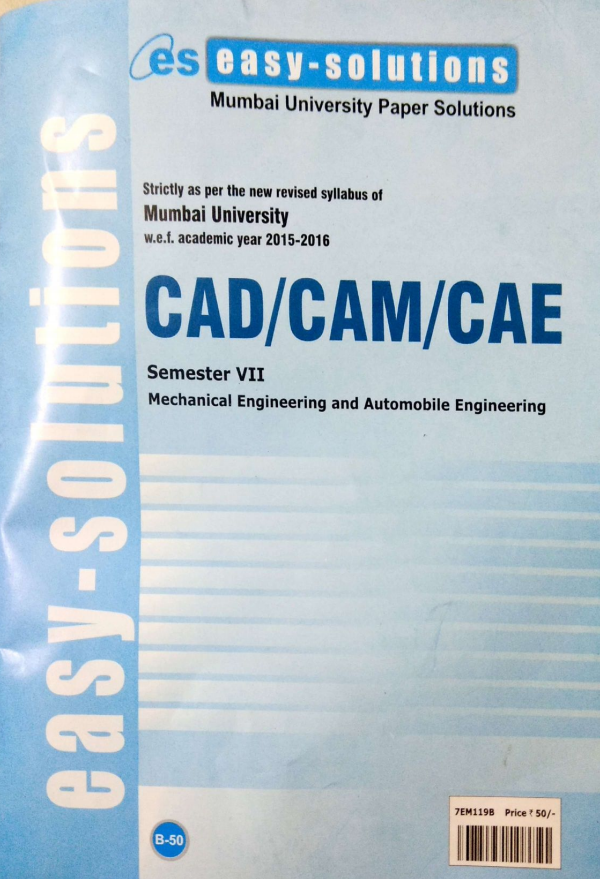 es easy-solutions
Mumbai University Paper Solutions
Strictly as per the new revised syllabus of
Mumbai University
w.e.f. academic year 2015-2016
CAD/CAM/CAE
Semester VII
Mechanical Engineering and Automobile Engineering
easy-solutions
B-50
7EM119B Price ₹ 50/-